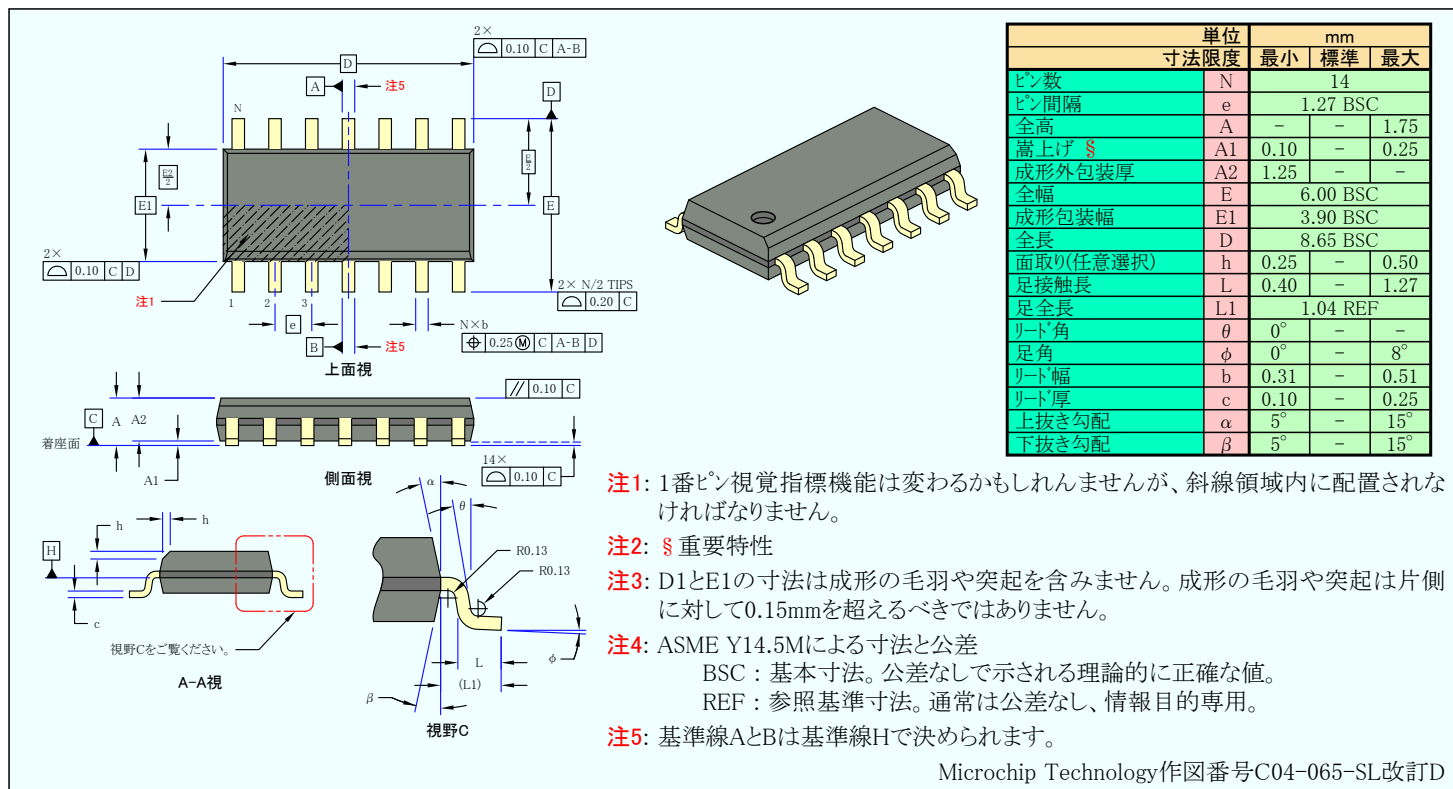 2×
0.10 C A-B
D
A
注5
D
N
E2
2
E
2
E1
E
2×
0.10 C D
注1
1 2 3
2× N/2 TIPS
0.20 C
e
N×b
0.25 Ⓜ C A-B D
B
注5
上面視
0.10 C
A A2
C
着座面
A1
14×
0.10 C
側面視
h h
H
c
視野Cをご覧ください。
A-A視
α
θ
R0.13
R0.13
L
(L1)
φ
β
視野C
単位 mm
寸法限度 最小 標準 最大
ピン数 N 14
ピン間隔 e 1.27 BSC
全高 A - - 1.75
嵩上げ § A1 0.10 - 0.25
成形外包装厚 A2 1.25 - -
全幅 E 6.00 BSC
成形包装幅 E1 3.90 BSC
全長 D 8.65 BSC
面取り(任意選択) h 0.25 - 0.50
足接触長 L 0.40 - 1.27
足全長 L1 1.04 REF
リード角 θ 0° - -
足角 φ 0° - 8°
リード幅 b 0.31 - 0.51
リード厚 c 0.10 - 0.25
上抜き勾配 α 5° - 15°
下抜き勾配 β 5° - 15°
注1: 1番ピン視覚指標機能は変わるかもしれんませんが、斜線領域内に配置されな
ければなりません。
注2: § 重要特性
注3: D1とE1の寸法は成形の毛羽や突起を含みません。成形の毛羽や突起は片側
に対して0.15mmを超えるべきではありません。
注4: ASME Y14.5Mによる寸法と公差
BSC : 基本寸法。公差なしで示される理論的に正確な値。
REF : 参照基準寸法。通常は公差なし、情報目的専用。
注5: 基準線AとBは基準線Hで決められます。
Microchip Technology作図番号C04-065-SL改訂D